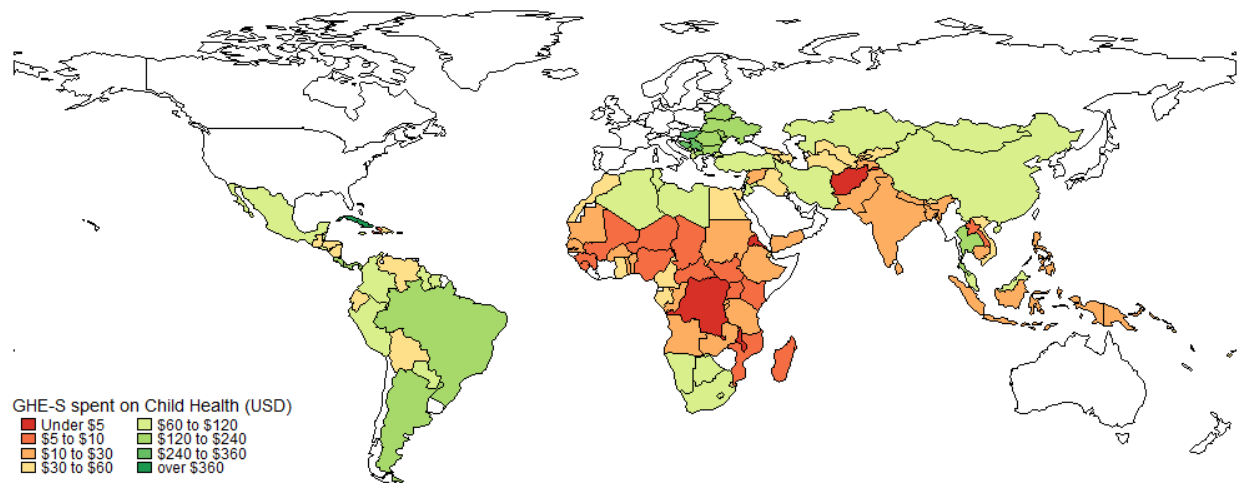 GHE-S spent on Child Health (USD)
Under $5
$5 to $10
$10 to $30
$30 to $60
$60 to $120
$120 to $240
$240 to $360
over $360